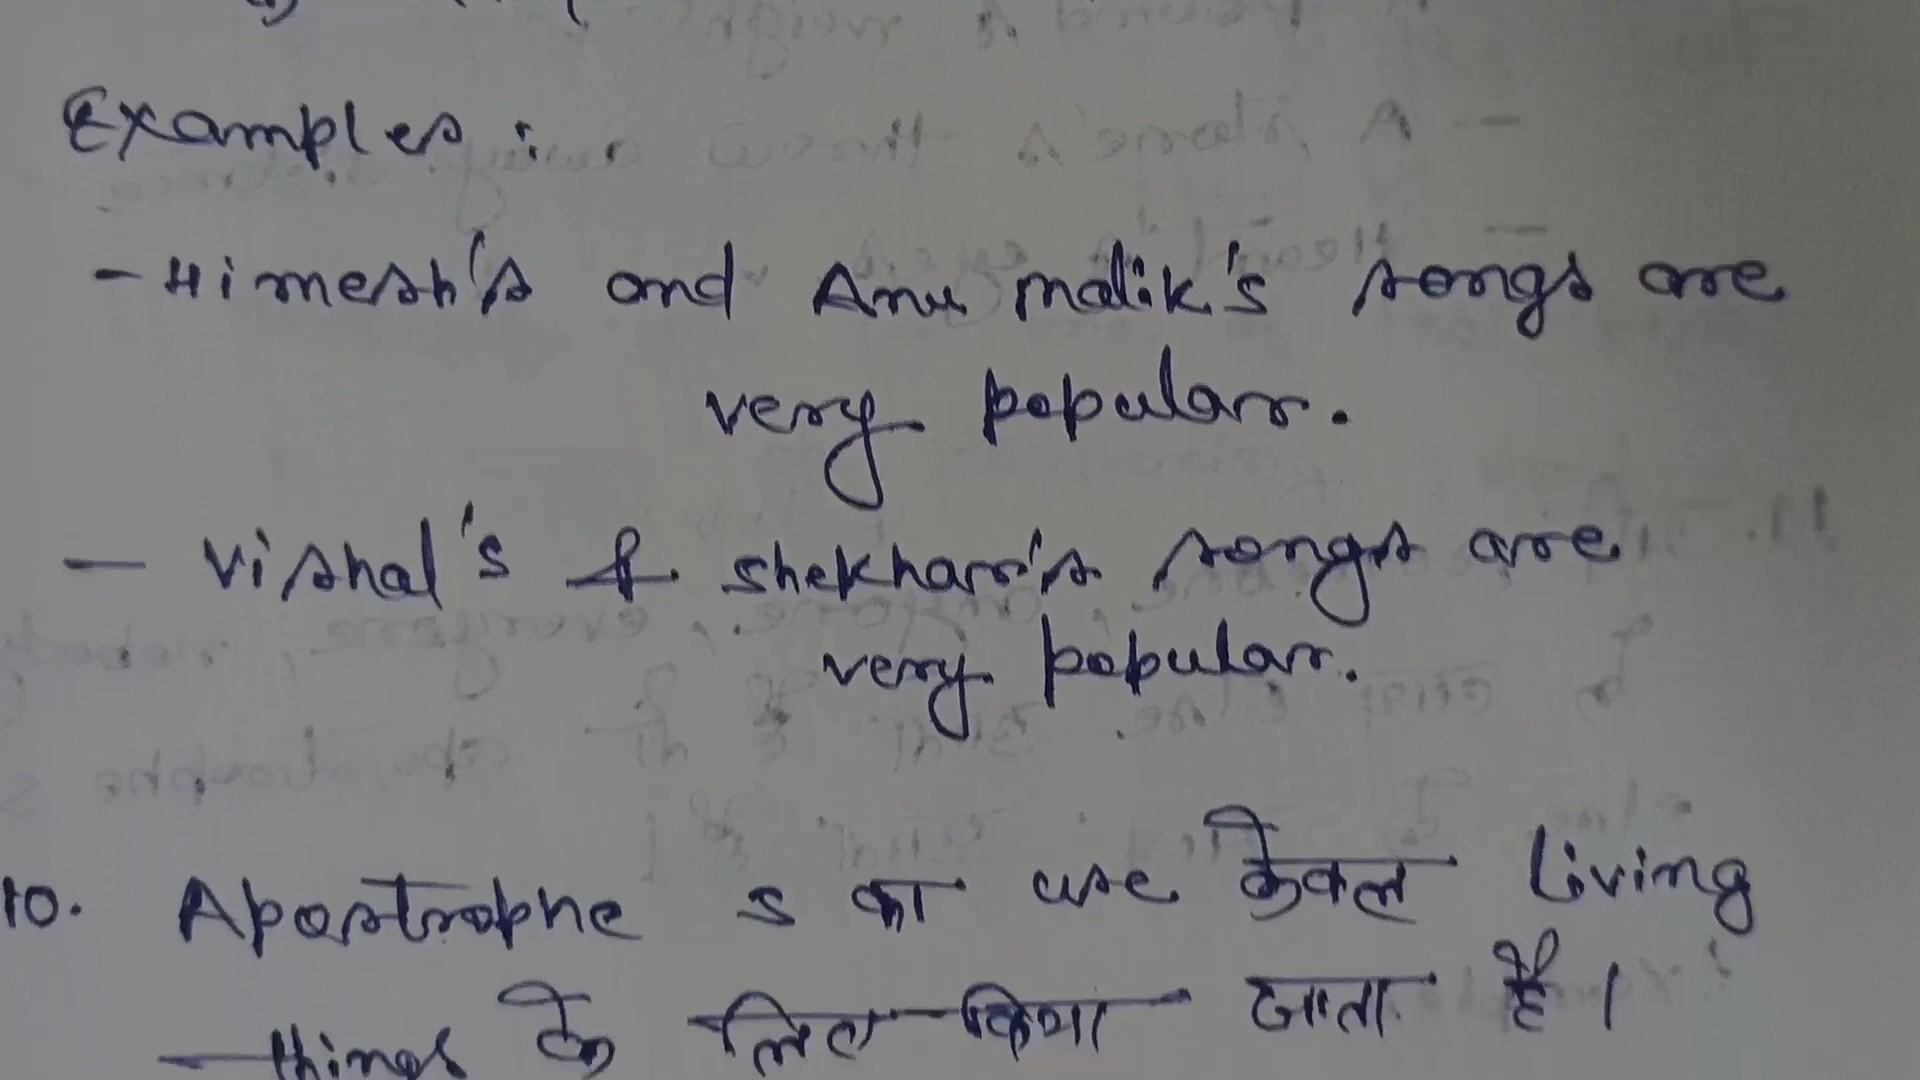 Examples :.
- Himesh's and Anu malik's songs are
very popular.
- Vishal's & Shekhar's songs are
very popular.
10. Apostrophe s का use केवल living
things के लिए किया जाता है।